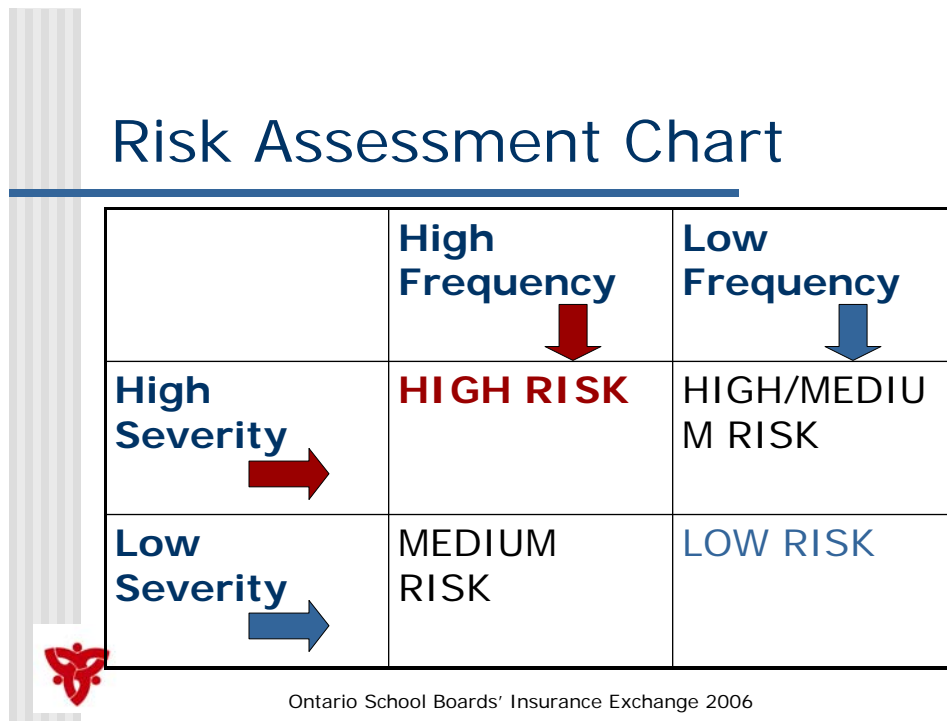 Risk Assessment Chart
High
Frequency
Low
Frequency
High
Severity
HIGH RISK
HIGH/MEDIU
M RISK
Low
Severity
MEDIUM
RISK
LOW RISK
Ontario School Boards' Insurance Exchange 2006